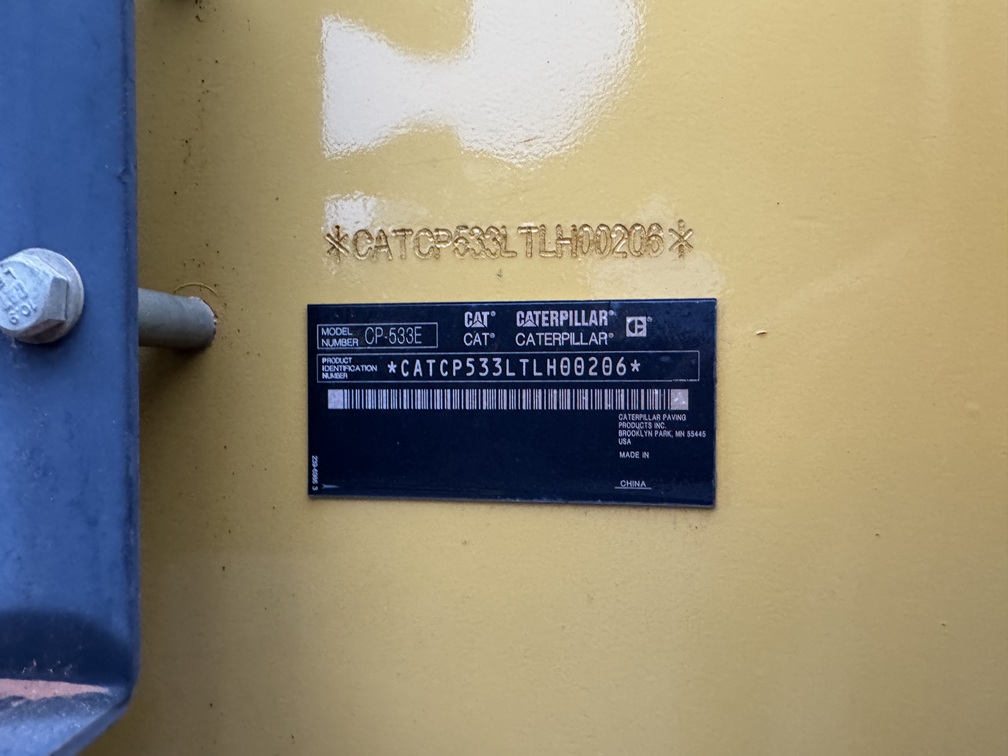 *CATCP533LTLH00206*
CAT® CATERPILLAR®
MODEL NUMBER CP-533E
CAT® CATERPILLAR®
PRODUCT IDENTIFICATION NUMBER *CATCP533LTLH00206*
CATERPILLAR PAVING
PRODUCTS INC.
BROOKLYN PARK, MN 55445
USA
MADE IN
CHINA